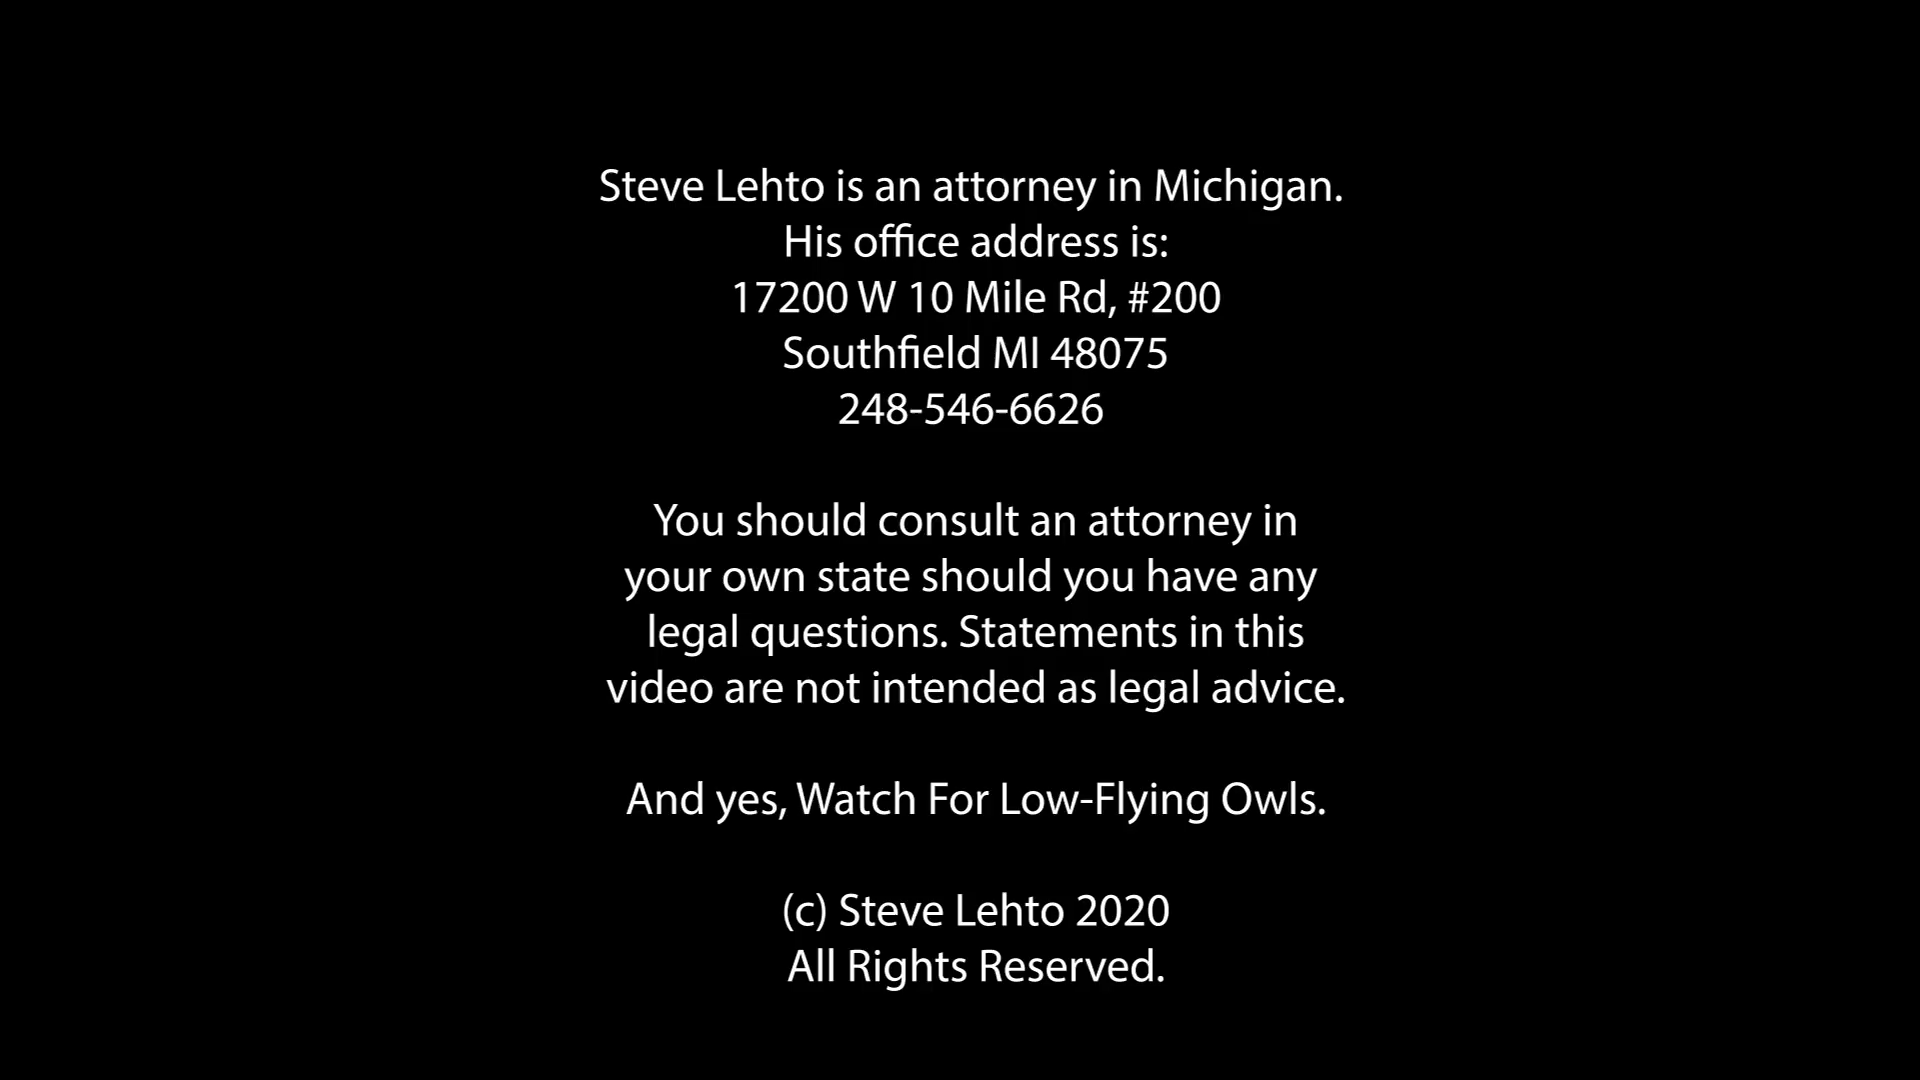 Steve Lehto is an attorney in Michigan.
His office address is:
17200 W 10 Mile Rd, #200
Southfield MI 48075
248-546-6626
You should consult an attorney in
your own state should you have any
legal questions. Statements in this
video are not intended as legal advice.
And yes, Watch For Low-Flying Owls.
(c) Steve Lehto 2020
All Rights Reserved.